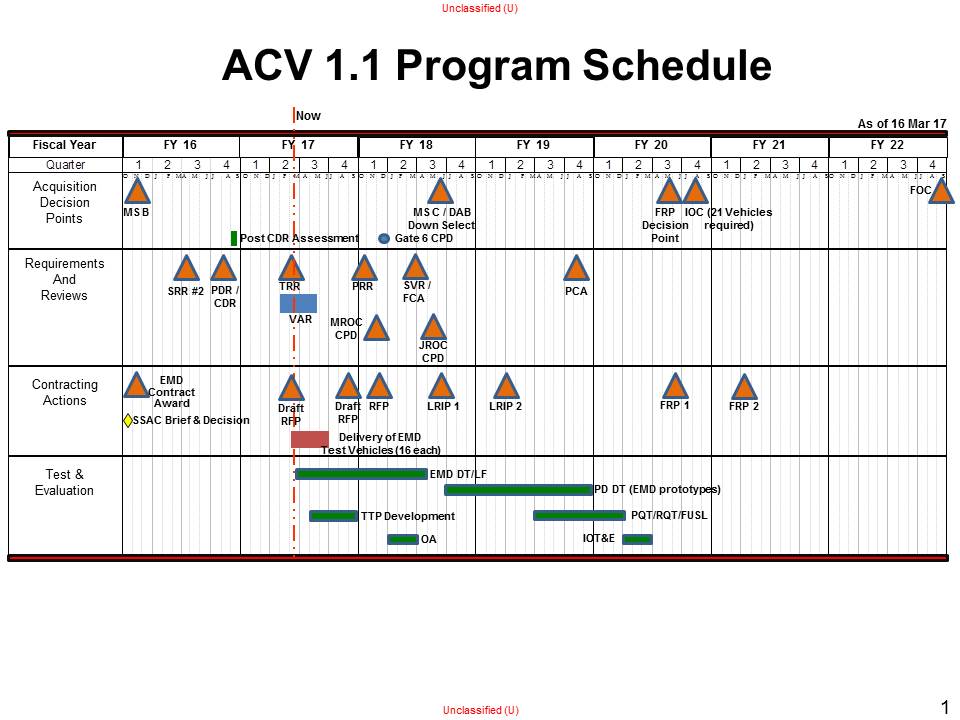 Unclassified (U)
ACV 1.1 Program Schedule
Now
As of 16 Mar 17
Fiscal Year FY 16 FY 17 FY 18 FY 19 FY 20 FY 21 FY 22
Quarter 1 2 3 4 1 2 3 4 1 2 3 4 1 2 3 4 1 2 3 4 1 2 3 4 1 2 3 4
O N D J F M A M J J A S O N D J F M A M J J A S O N D J F M A M J J A S O N D J F M A M J J A S O N D J F M A M J J A S O N D J F M A M J J A S O N D J F M A M J J A S
Acquisition
Decision
Points
MS B
MS C / DAB
Down Select
FRP
Decision
Point
IOC (21 Vehicles
required)
FOC
Post CDR Assessment
Gate 6 CPD
Requirements
And
Reviews
SRR #2
PDR /
CDR
TRR
VAR
PRR
SVR /
FCA
PCA
MROC
CPD
JROC
CPD
Contracting
Actions
EMD
Contract
Award
SSAC Brief & Decision
Draft
RFP
Draft
RFP
RFP
LRIP 1
LRIP 2
FRP 1
FRP 2
Delivery of EMD
Test Vehicles (16 each)
Test &
Evaluation
EMD DT/LF
PD DT (EMD prototypes)
TTP Development
PQT/RQT/FUSL
OA
IOT&E
Unclassified (U)
1